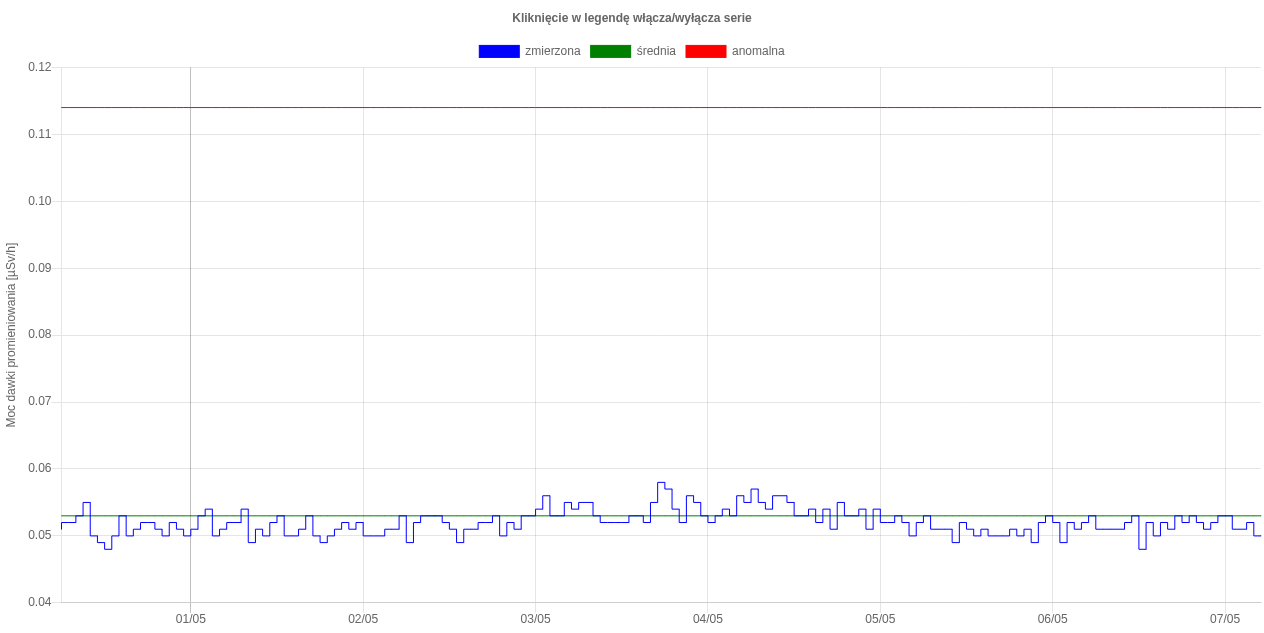 Kliknięcie w legendę włącza/wyłącza serie
zmierzona średnia anomalna
Moc dawki promieniowania [µSv/h]
0.12
0.11
0.10
0.09
0.08
0.07
0.06
0.05
0.04
01/05 02/05 03/05 04/05 05/05 06/05 07/05